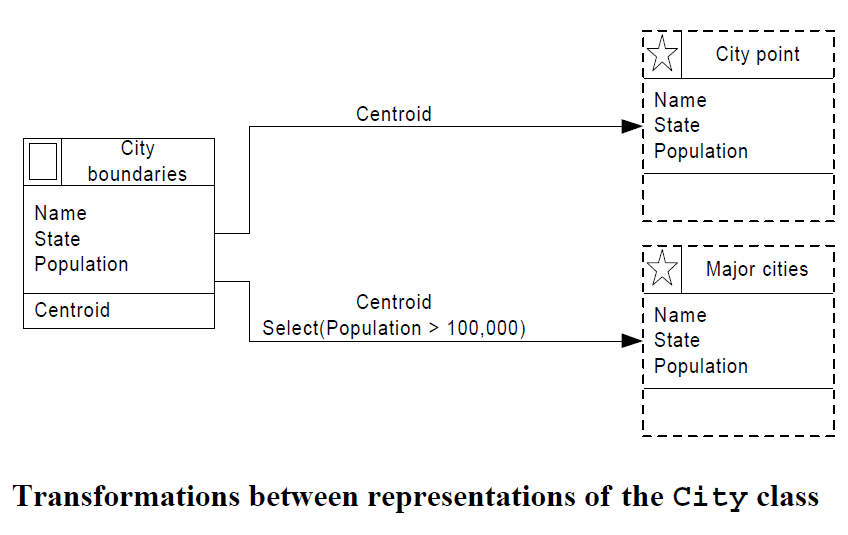 City
boundaries
Name
State
Population
Centroid
Centroid
City point
Name
State
Population
Centroid
Select(Population > 100,000)
Major cities
Name
State
Population
Transformations between representations of the City class